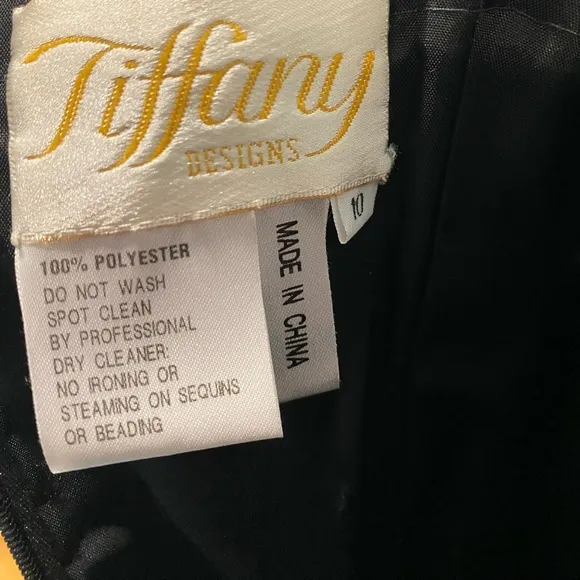 Tiffany
DESIGNS
10
100% POLYESTER
DO NOT WASH
SPOT CLEAN
BY PROFESSIONAL
DRY CLEANER:
NO IRONING OR
STEAMING ON SEQUINS
OR BEADING
MADE IN CHINA